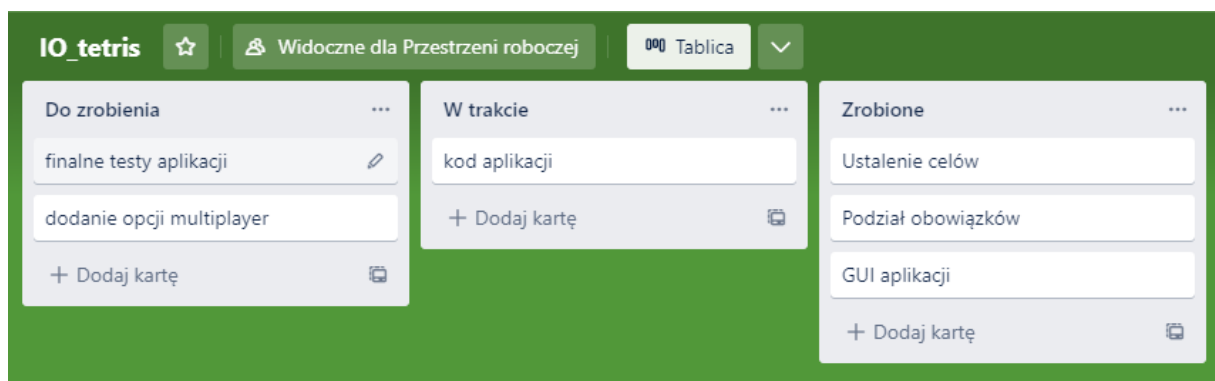 IO_tetris
Widoczne dla Przestrzeni roboczej
Tablica
Do zrobienia
finalne testy aplikacji
dodanie opcji multiplayer
+ Dodaj kartę
W trakcie
kod aplikacji
+ Dodaj kartę
Zrobione
Ustalenie celów
Podział obowiązków
GUI aplikacji
+ Dodaj kartę